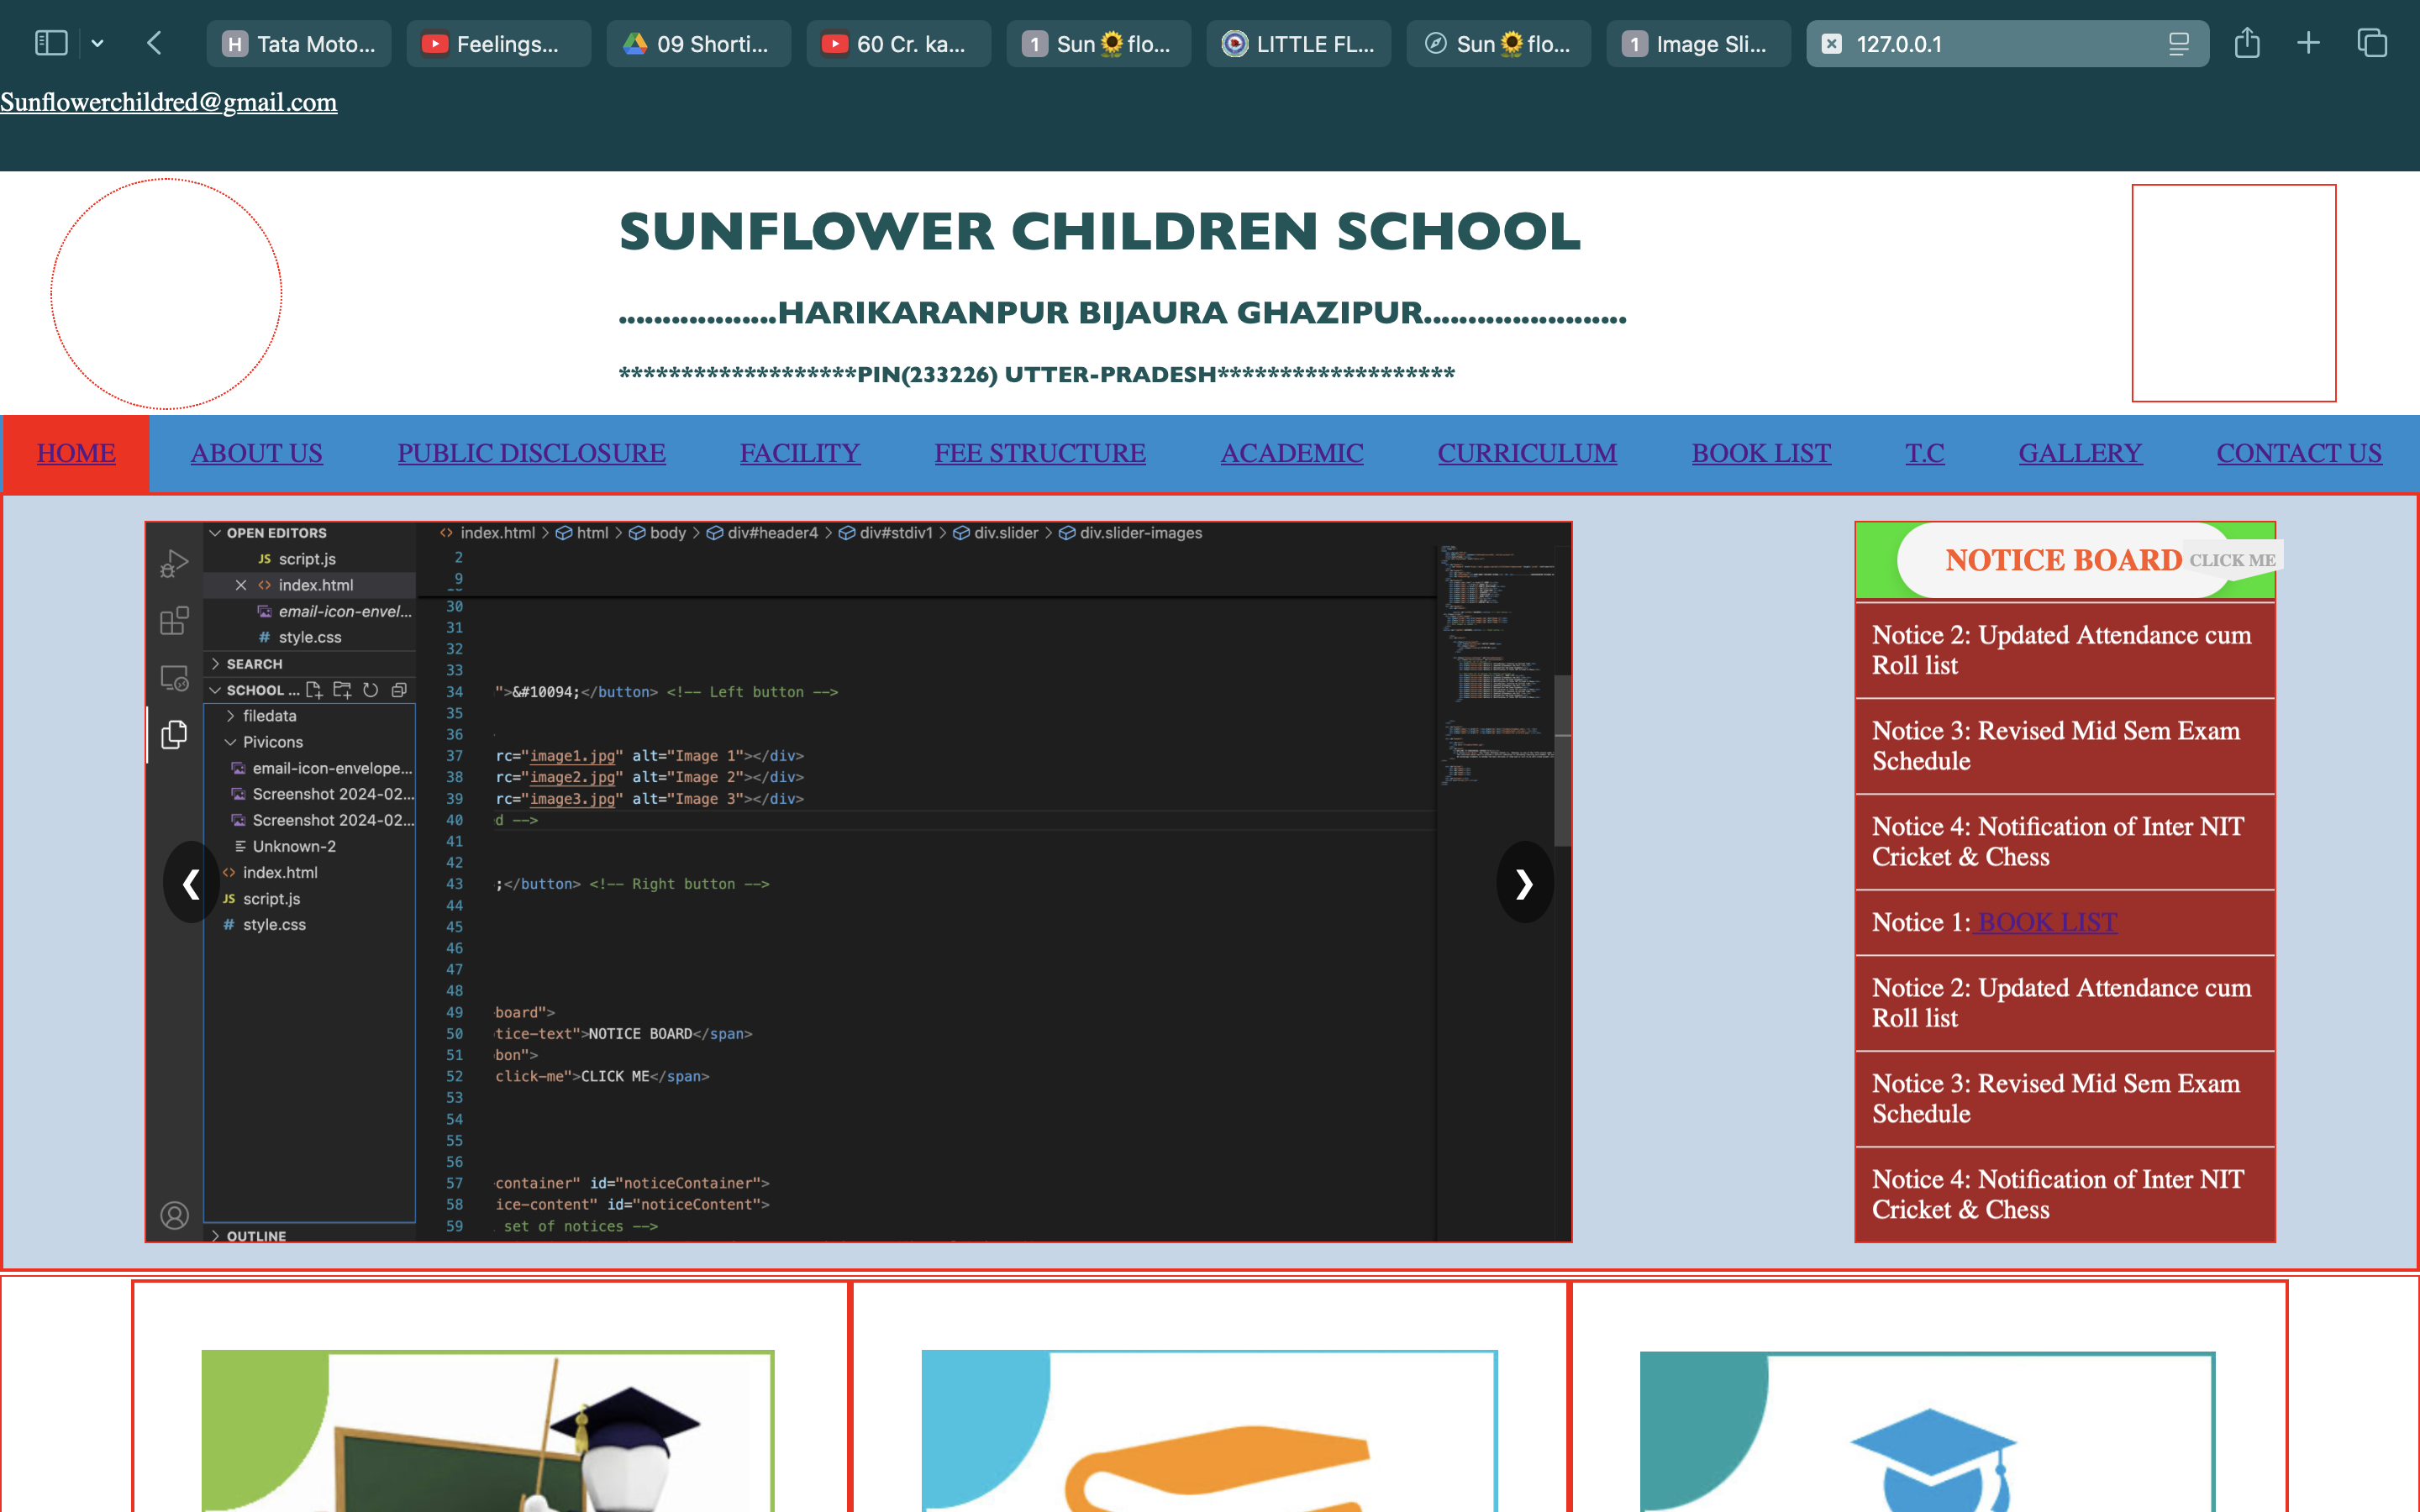 Tata Moto...
Feelings...
09 Shorti...
60 Cr. ka...
1 Sun🌻flo...
LITTLE FL...
Sun🌻flo...
1 Image Sli...
127.0.0.1
Sunflowerchildred@gmail.com
SUNFLOWER CHILDREN SCHOOL
..................HARIKARANPUR BIJAURA GHAZIPUR.......................
*******************PIN(233226) UTTER-PRADESH*******************
HOME
ABOUT US
PUBLIC DISCLOSURE
FACILITY
FEE STRUCTURE
ACADEMIC
CURRICULUM
BOOK LIST
T.C
GALLERY
CONTACT US
OPEN EDITORS
JS script.js
<> index.html
email-icon-envel...
# style.css
SEARCH
SCHOOL ...
filedata
Pivicons
email-icon-envelope...
Screenshot 2024-02...
Screenshot 2024-02...
Unknown-2
<> index.html
JS script.js
# style.css
OUTLINE
<> index.html > html > body > div#header4 > div#stdiv1 > div.slider > div.slider-images
2
9
30
31
32
33
34 ">&#10094;</button> <!-- Left button -->
35
36
37 rc="image1.jpg" alt="Image 1"></div>
38 rc="image2.jpg" alt="Image 2"></div>
39 rc="image3.jpg" alt="Image 3"></div>
40 d -->
41
42
43 ;</button> <!-- Right button -->
44
45
46
47
48
49 board">
50 tice-text">NOTICE BOARD</span>
51 bon">
52 click-me">CLICK ME</span>
53
54
55
56
57 container" id="noticeContainer">
58 ice-content" id="noticeContent">
59 set of notices -->
❮
❯
NOTICE BOARD CLICK ME
Notice 2: Updated Attendance cum
Roll list
Notice 3: Revised Mid Sem Exam
Schedule
Notice 4: Notification of Inter NIT
Cricket & Chess
Notice 1: BOOK LIST
Notice 2: Updated Attendance cum
Roll list
Notice 3: Revised Mid Sem Exam
Schedule
Notice 4: Notification of Inter NIT
Cricket & Chess